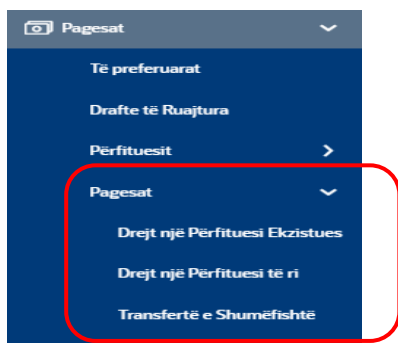 Pagesat
Të preferuarat
Drafte të Ruajtura
Përfituesit
Pagesat
Drejt një Përfituesi Ekzistues
Drejt një Përfituesi të ri
Transfertë e Shumëfishtë